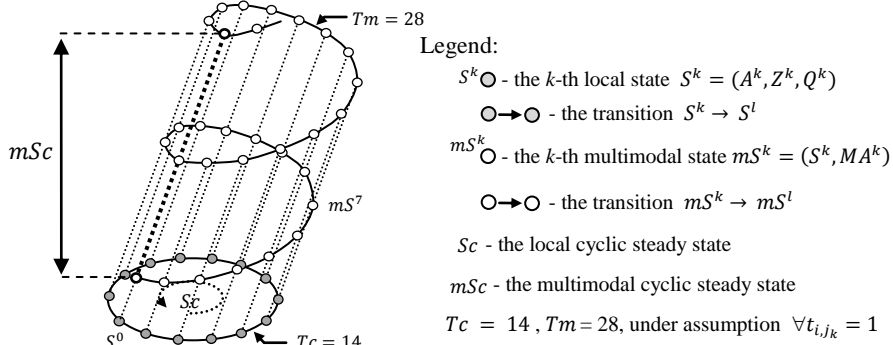 Tm = 28
Legend:
S^k - the k-th local state S^k = (A^k, Z^k, Q^k)
- the transition S^k → S^l
mSc
mS^k - the k-th multimodal state mS^k = (S^k, MA^k)
mS^7
- the transition mS^k → mS^l
Sc - the local cyclic steady state
Sc
mSc - the multimodal cyclic steady state
Tc = 14 , Tm = 28, under assumption ∀t_{i,j_k} = 1
S^0
Tc = 14